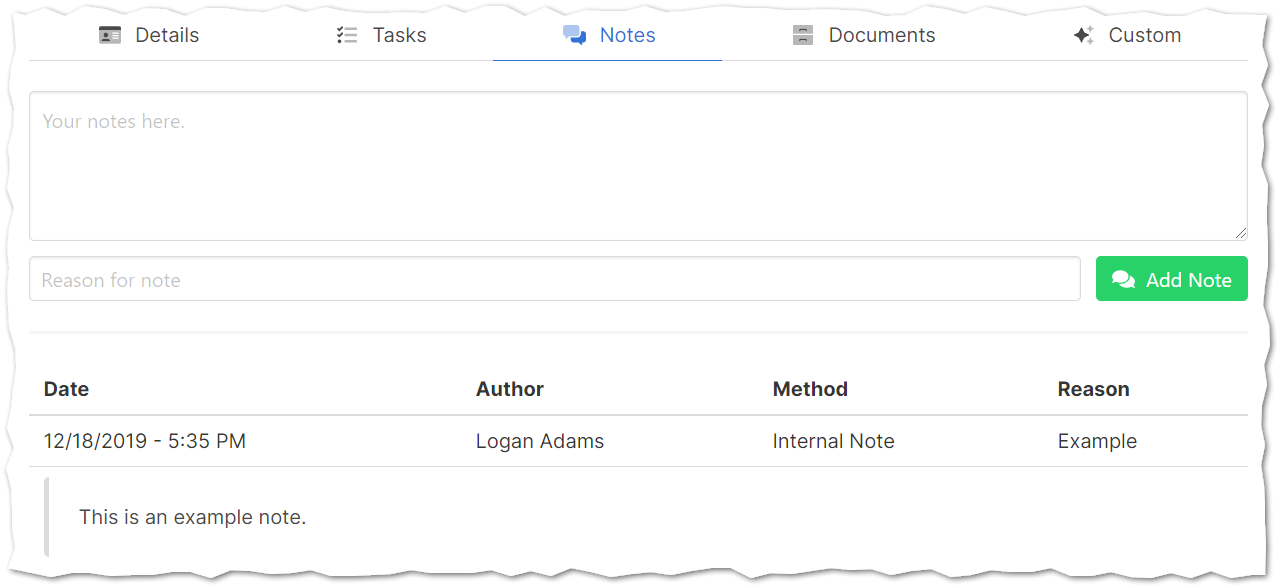 Details Tasks Notes Documents Custom
Your notes here.
Reason for note Add Note
Date Author Method Reason
12/18/2019 - 5:35 PM Logan Adams Internal Note Example
This is an example note.